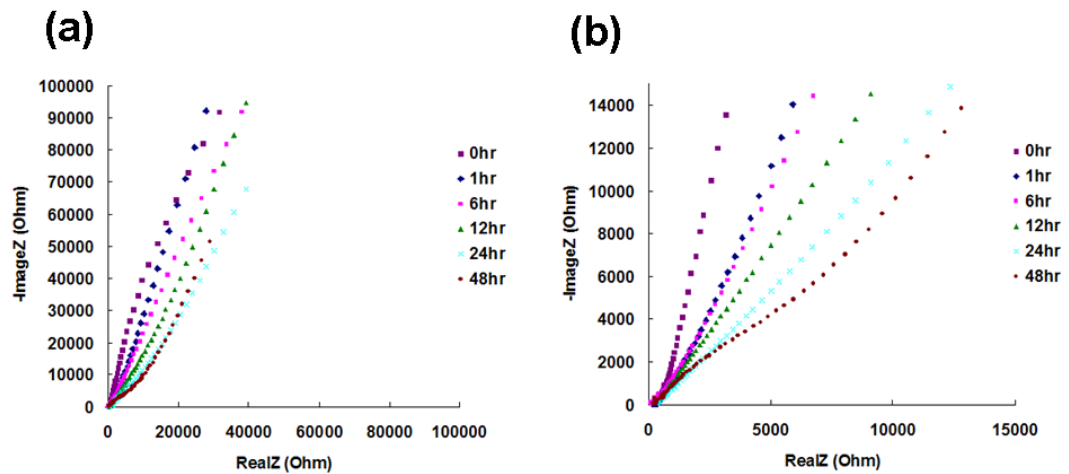 (a)
(b)
-ImageZ (Ohm)
100000
90000
80000
70000
60000
50000
40000
30000
20000
10000
0
0
20000
40000
60000
80000
100000
RealZ (Ohm)
0hr
1hr
6hr
12hr
24hr
48hr
-ImageZ (Ohm)
14000
12000
10000
8000
6000
4000
2000
0
0
5000
10000
15000
RealZ (Ohm)
0hr
1hr
6hr
12hr
24hr
48hr